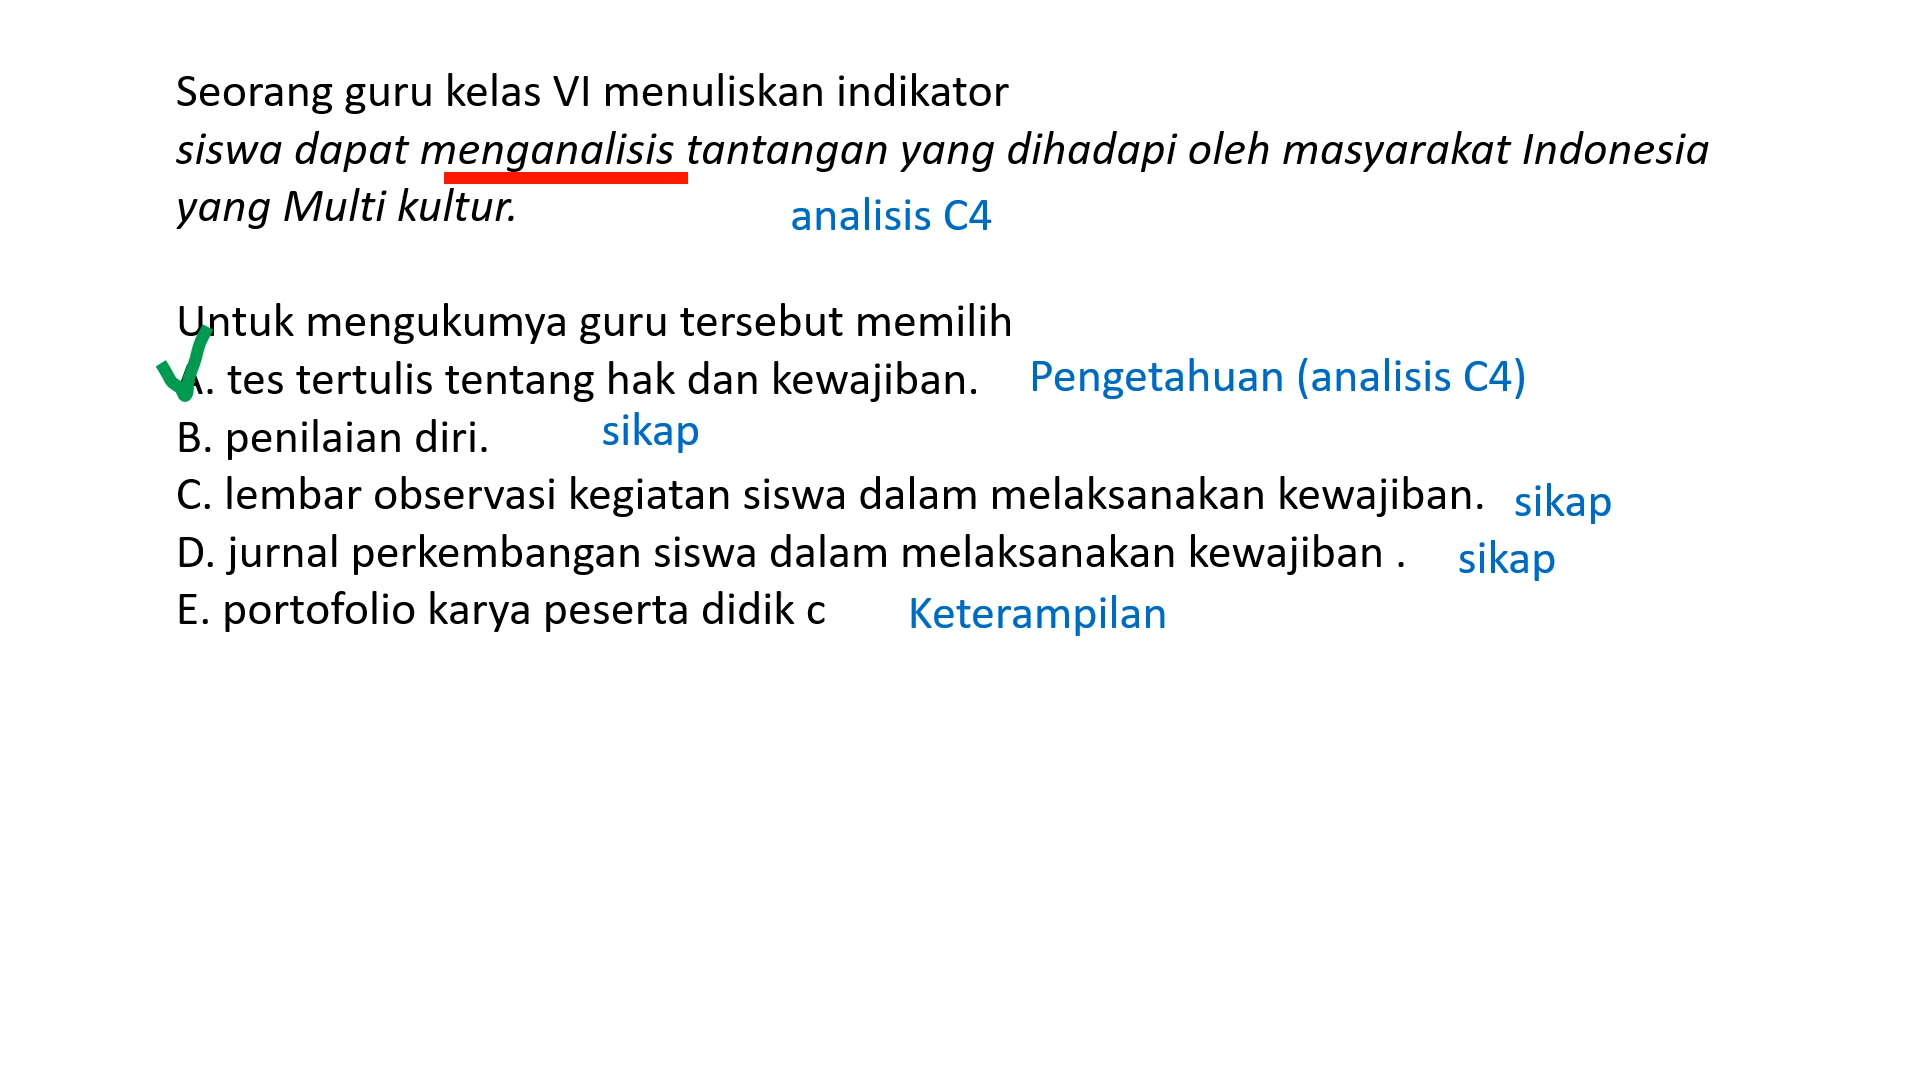 Seorang guru kelas VI menuliskan indikator
siswa dapat menganalisis tantangan yang dihadapi oleh masyarakat Indonesia
yang Multi kultur.
analisis C4
Untuk mengukumya guru tersebut memilih
A. tes tertulis tentang hak dan kewajiban. Pengetahuan (analisis C4)
B. penilaian diri. sikap
C. lembar observasi kegiatan siswa dalam melaksanakan kewajiban. sikap
D. jurnal perkembangan siswa dalam melaksanakan kewajiban . sikap
E. portofolio karya peserta didik c Keterampilan